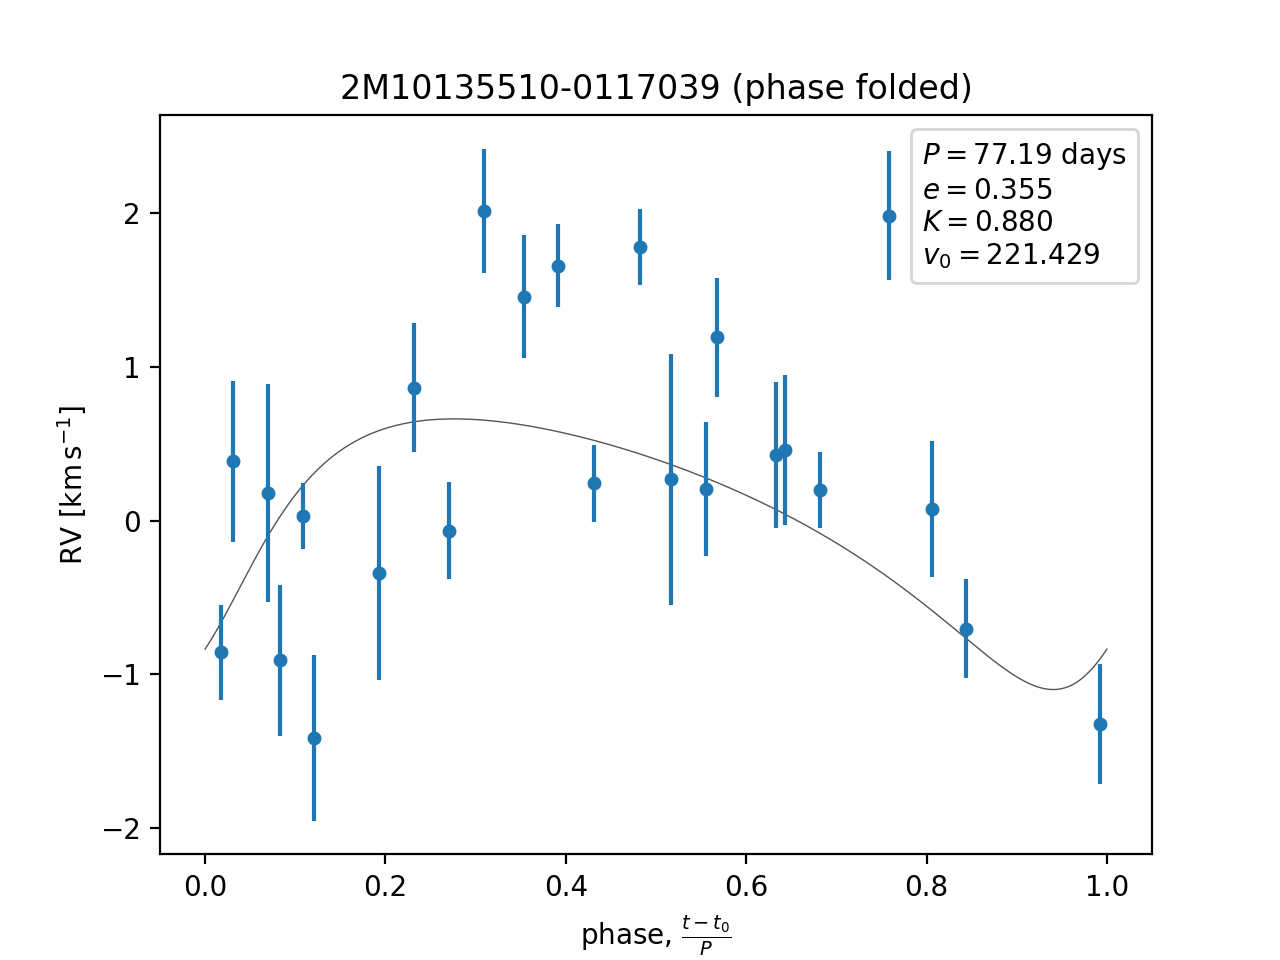 2M10135510-0117039 (phase folded)
P = 77.19 days
e = 0.355
K = 0.880
v₀ = 221.429
2
1
0
−1
−2
RV [km s⁻¹]
0.0 0.2 0.4 0.6 0.8 1.0
phase, (t − t₀)/P